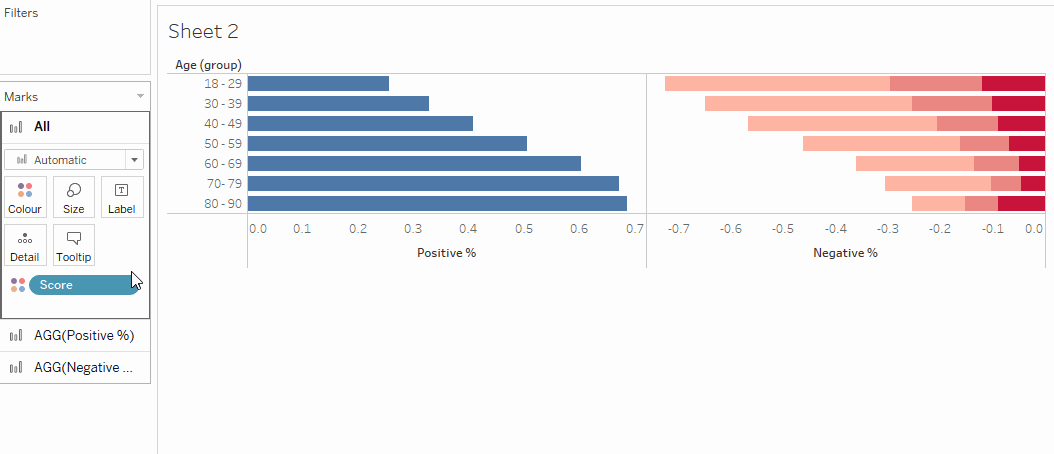 Filters
Marks
All
Automatic
Colour Size Label
Detail Tooltip
Score
AGG(Positive %)
AGG(Negative ...
Sheet 2
Age (group)
18 - 29
30 - 39
40 - 49
50 - 59
60 - 69
70 - 79
80 - 90
0.0 0.1 0.2 0.3 0.4 0.5 0.6 0.7
-0.7 -0.6 -0.5 -0.4 -0.3 -0.2 -0.1 0.0
Positive %
Negative %